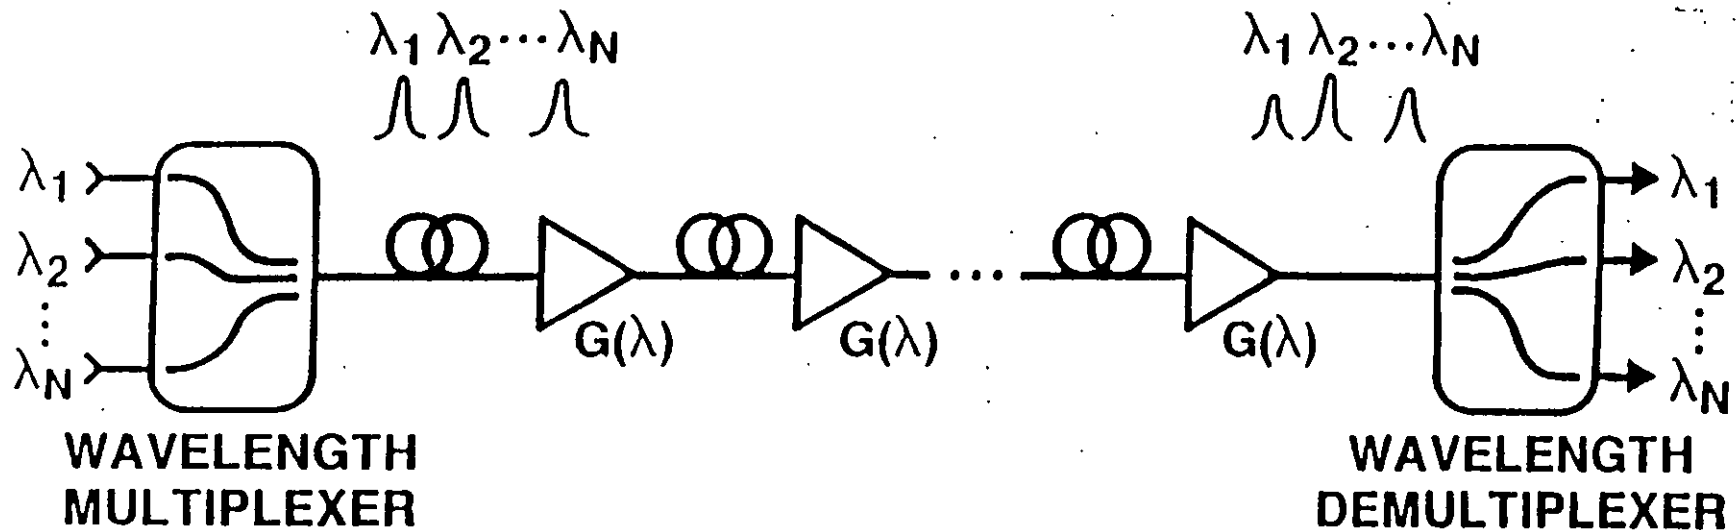 λ1 λ2 ··· λN
λ1 λ2 ··· λN
λ1
λ2
⋮
λN
G(λ)
G(λ)
···
G(λ)
λ1
λ2
⋮
λN
WAVELENGTH
MULTIPLEXER
WAVELENGTH
DEMULTIPLEXER